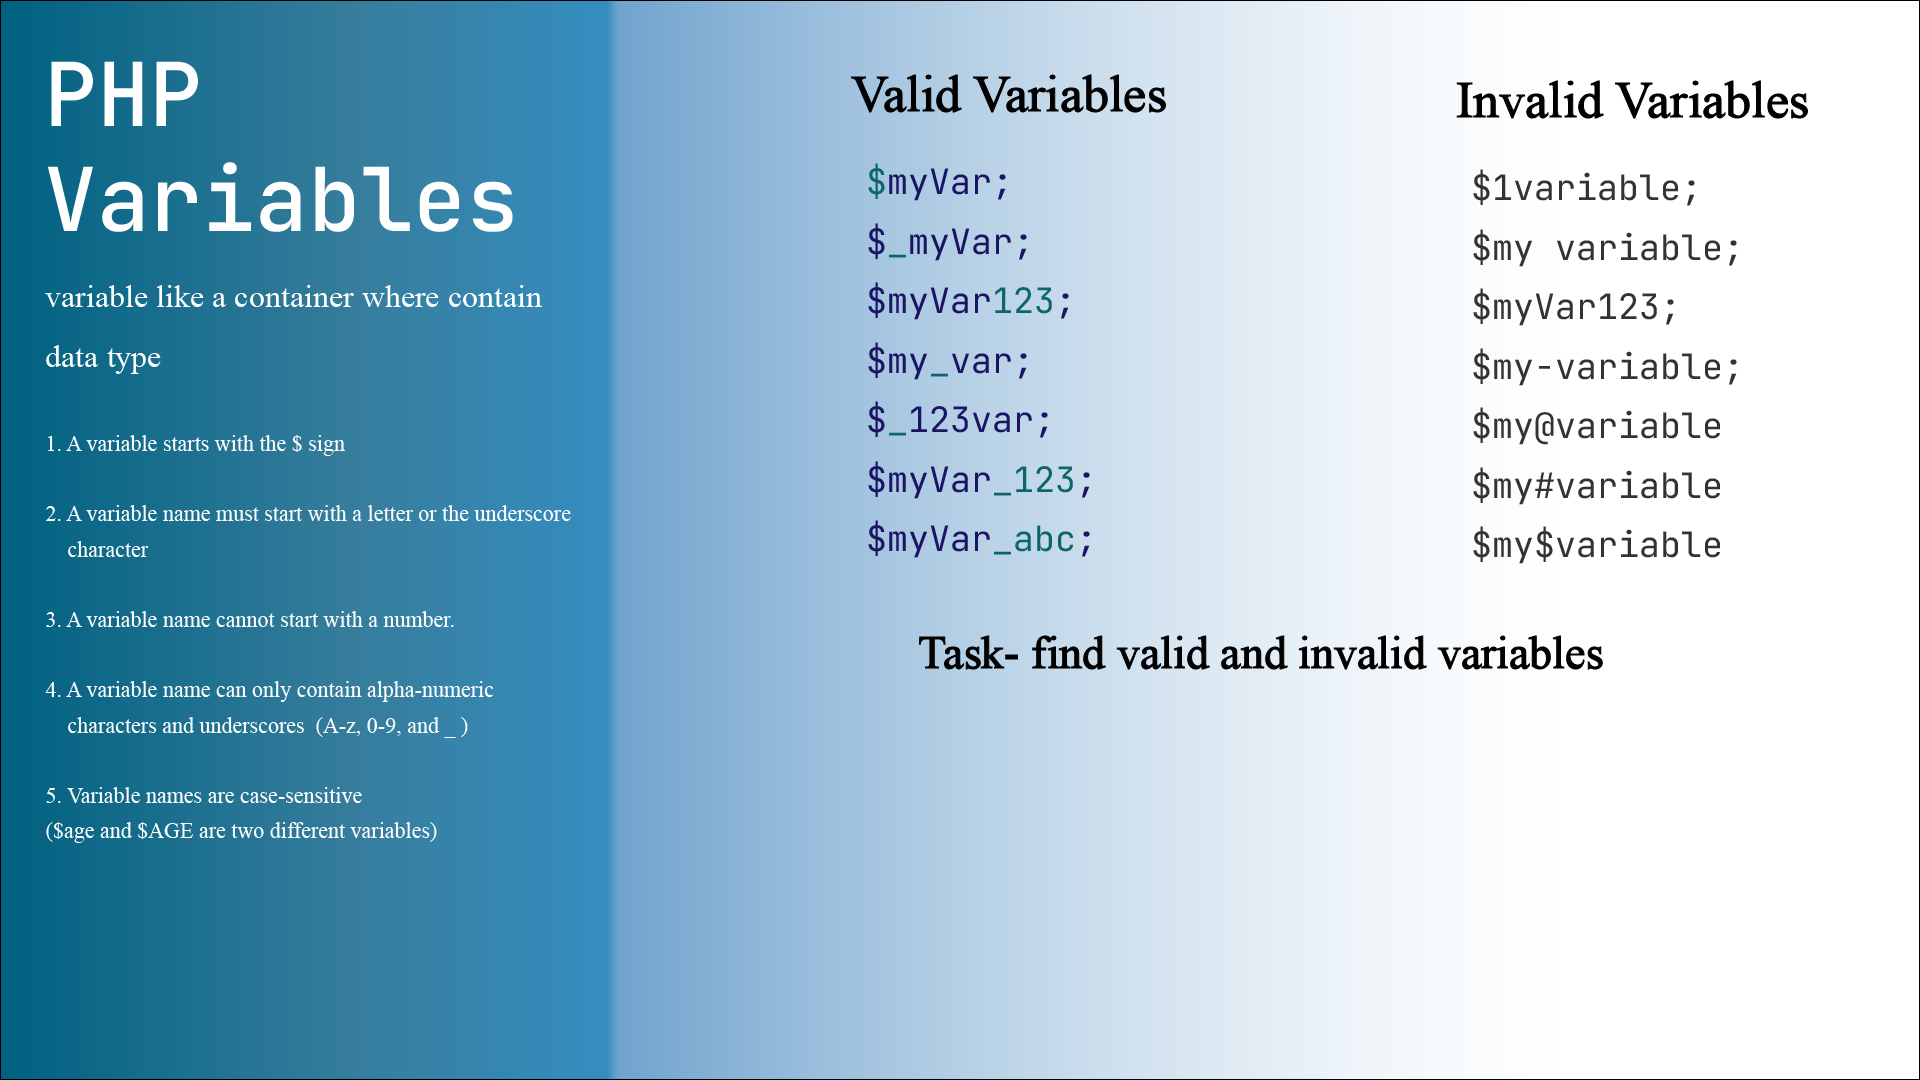 PHP
Variables
variable like a container where contain
data type
1. A variable starts with the $ sign
2. A variable name must start with a letter or the underscore
character
3. A variable name cannot start with a number.
4. A variable name can only contain alpha-numeric
characters and underscores  (A-z, 0-9, and _ )
5. Variable names are case-sensitive
($age and $AGE are two different variables)
Valid Variables
$myVar;
$_myVar;
$myVar123;
$my_var;
$_123var;
$myVar_123;
$myVar_abc;
Invalid Variables
$1variable;
$my variable;
$myVar123;
$my-variable;
$my@variable
$my#variable
$my$variable
Task- find valid and invalid variables